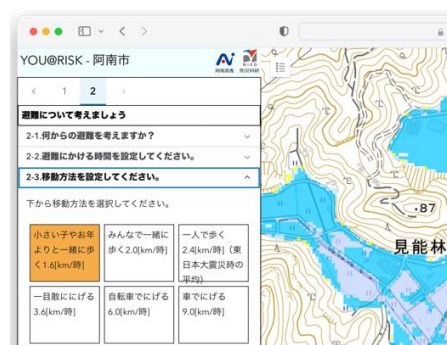 YOU@RISK - 阿南市
阿南高専
防災科研
1 2
避難について考えましょう
2-1.何からの避難を考えますか？
2-2.避難にかける時間を設定してください。
2-3.移動方法を設定してください。
下から移動方法を選択してください。
小さい子やお年
よりと一緒に歩
く1.6[km/時]
みんなで一緒に
歩く2.0[km/時]
一人で歩く
2.4[km/時]（東
日本大震災時の
平均）
一目散ににげる
3.6[km/時]
自転車でにげる
6.0[km/時]
車でにげる
9.0[km/時]
・87
見能林